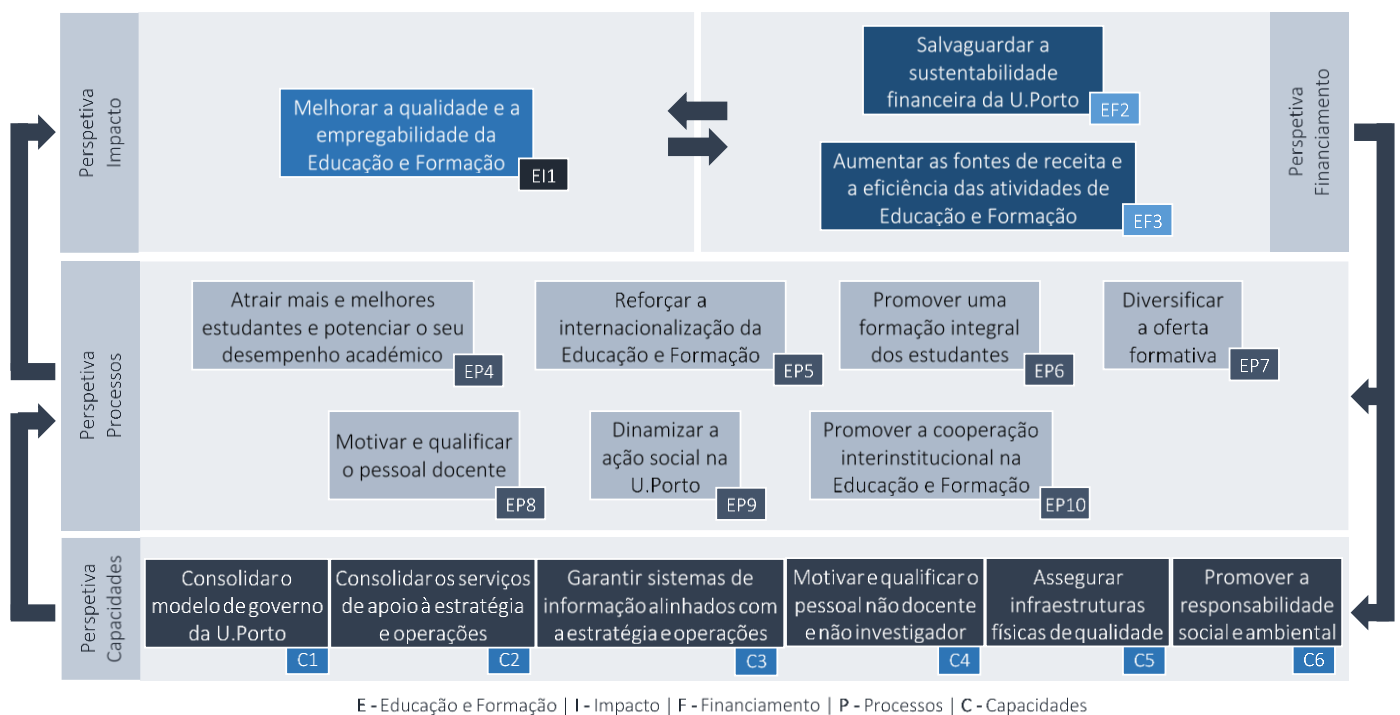 Perspetiva
Impacto
Melhorar a qualidade e a
empregabilidade da
Educação e Formação
EI1
Salvaguardar a
sustentabilidade
financeira da U.Porto
EF2
Aumentar as fontes de receita e
a eficiência das atividades de
Educação e Formação
EF3
Perspetiva
Financiamento
Perspetiva
Processos
Atrair mais e melhores
estudantes e potenciar o seu
desempenho académico
EP4
Reforçar a
internacionalização da
Educação e Formação
EP5
Promover uma
formação integral
dos estudantes
EP6
Diversificar
a oferta
formativa
EP7
Motivar e qualificar
o pessoal docente
EP8
Dinamizar a
ação social na
U.Porto
EP9
Promover a cooperação
interinstitucional na
Educação e Formação
EP10
Perspetiva
Capacidades
Consolidar o
modelo de governo
da U.Porto
C1
Consolidar os serviços
de apoio à estratégia
e operações
C2
Garantir sistemas de
informação alinhados com
a estratégia e operações
C3
Motivar e qualificar o
pessoal não docente
e não investigador
C4
Assegurar
infraestruturas
físicas de qualidade
C5
Promover a
responsabilidade
social e ambiental
C6
E - Educação e Formação | I - Impacto | F - Financiamento | P - Processos | C - Capacidades